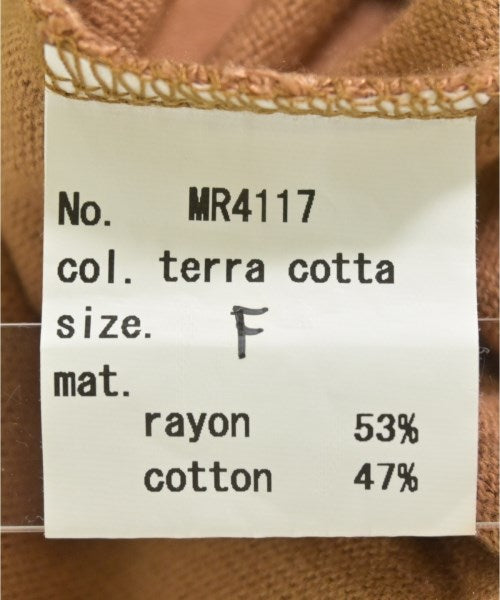 No. MR4117
col. terra cotta
size. F
mat.
rayon 53%
cotton 47%